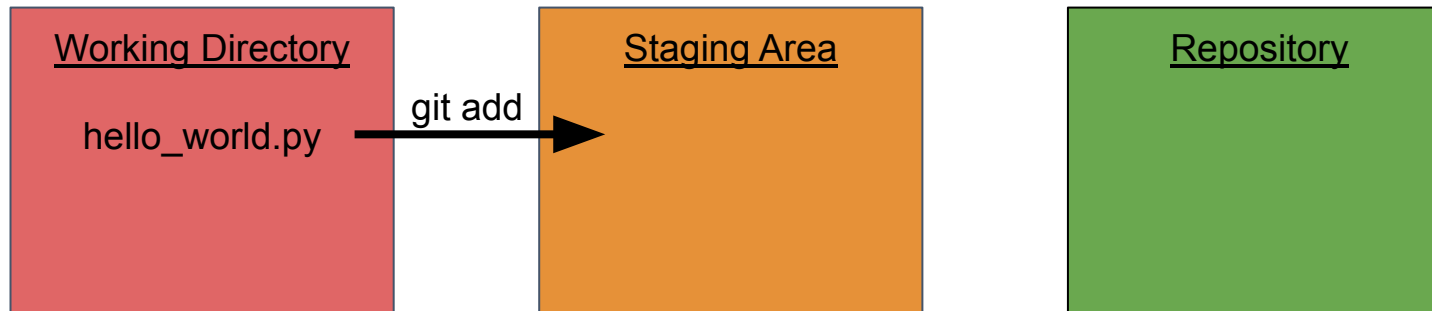 Working Directory
Staging Area
Repository
git add
hello_world.py